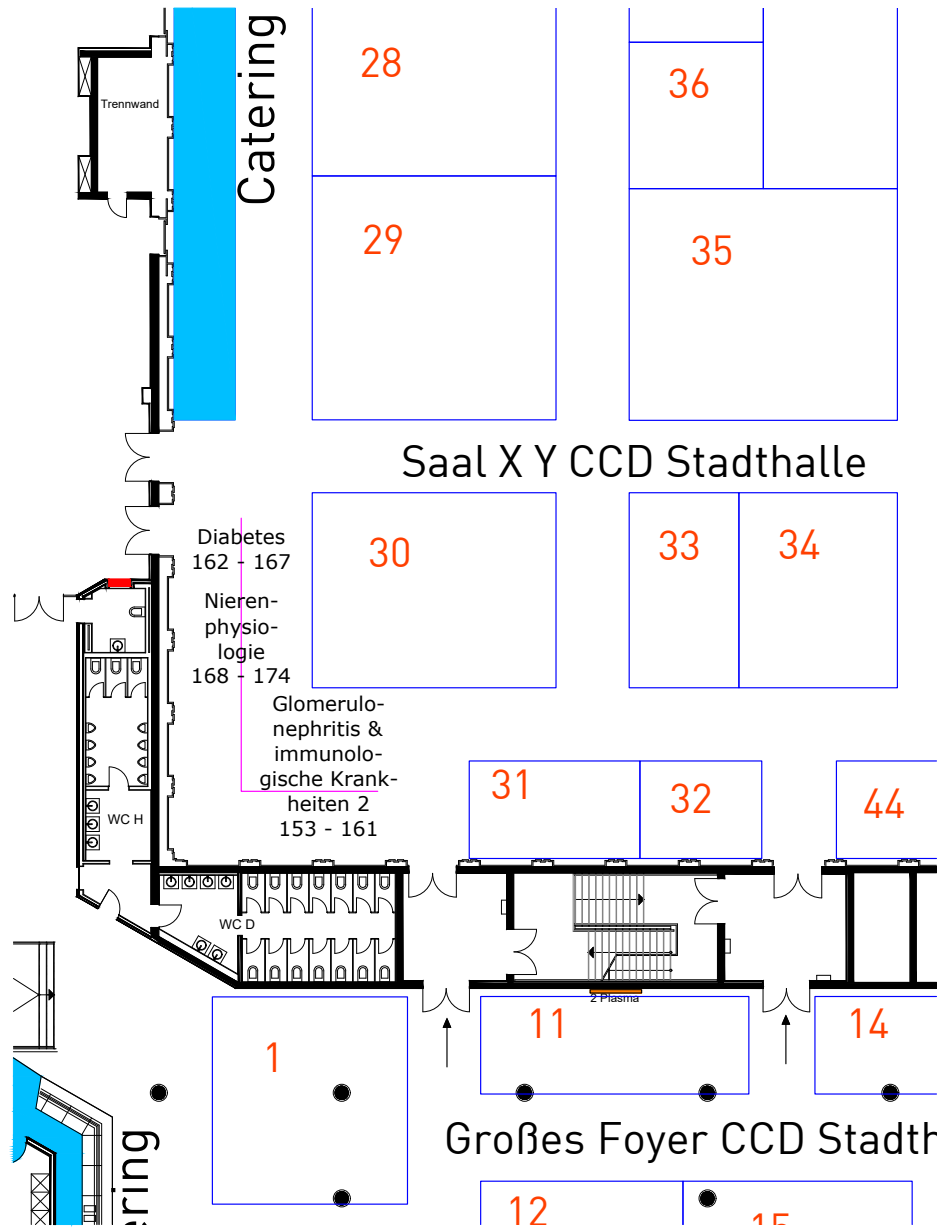 Catering
28
36
Trennwand
29
35
Saal X Y CCD Stadthalle
Diabetes
162 - 167
30
33
34
Nieren-
physio-
logie
168 - 174
Glomerulo-
nephritis &
immunolo-
gische Krank-
heiten 2
153 - 161
31
32
44
WC H
WC D
2 Plasma
1
11
14
Großes Foyer CCD Stadth
ering
12
15